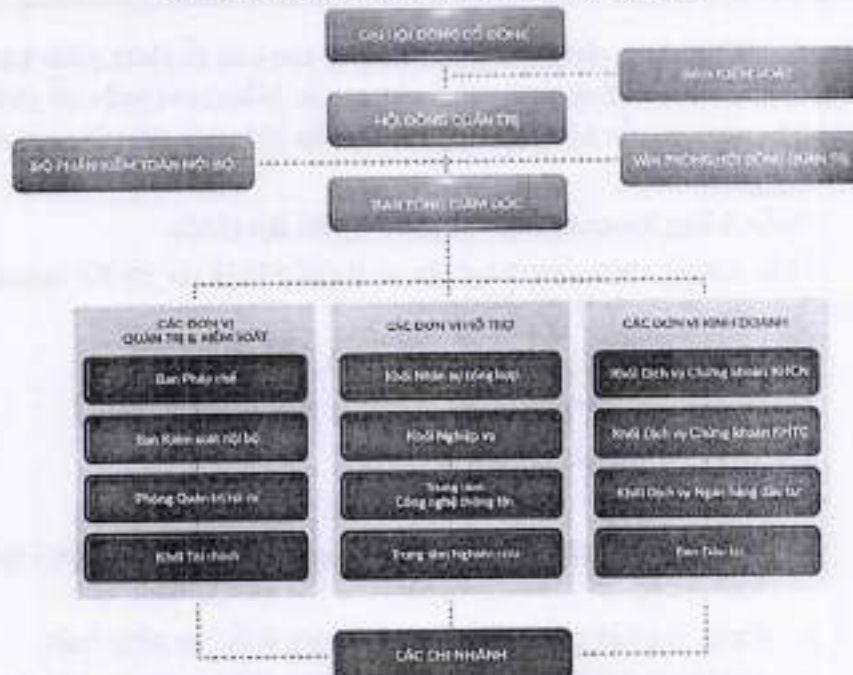 ĐẠI HỘI ĐỒNG CỔ ĐÔNG
BAN KIỂM SOÁT
HỘI ĐỒNG QUẢN TRỊ
BỘ PHẬN KIỂM TOÁN NỘI BỘ
VĂN PHÒNG HỘI ĐỒNG QUẢN TRỊ
BAN TỔNG GIÁM ĐỐC
CÁC ĐƠN VỊ
QUẢN TRỊ & KIỂM SOÁT
Ban Pháp chế
Ban Kiểm soát nội bộ
Phòng Quản trị rủi ro
Khối Tài chính
CÁC ĐƠN VỊ HỖ TRỢ
Khối Nhân sự tổng hợp
Khối Nghiệp vụ
Trung tâm
Công nghệ thông tin
Trung tâm Nghiên cứu
CÁC ĐƠN VỊ KINH DOANH
Khối Dịch vụ Chứng khoán KHCN
Khối Dịch vụ Chứng khoán KHTC
Khối Dịch vụ Ngân hàng đầu tư
Ban Đầu tư
CÁC CHI NHÁNH